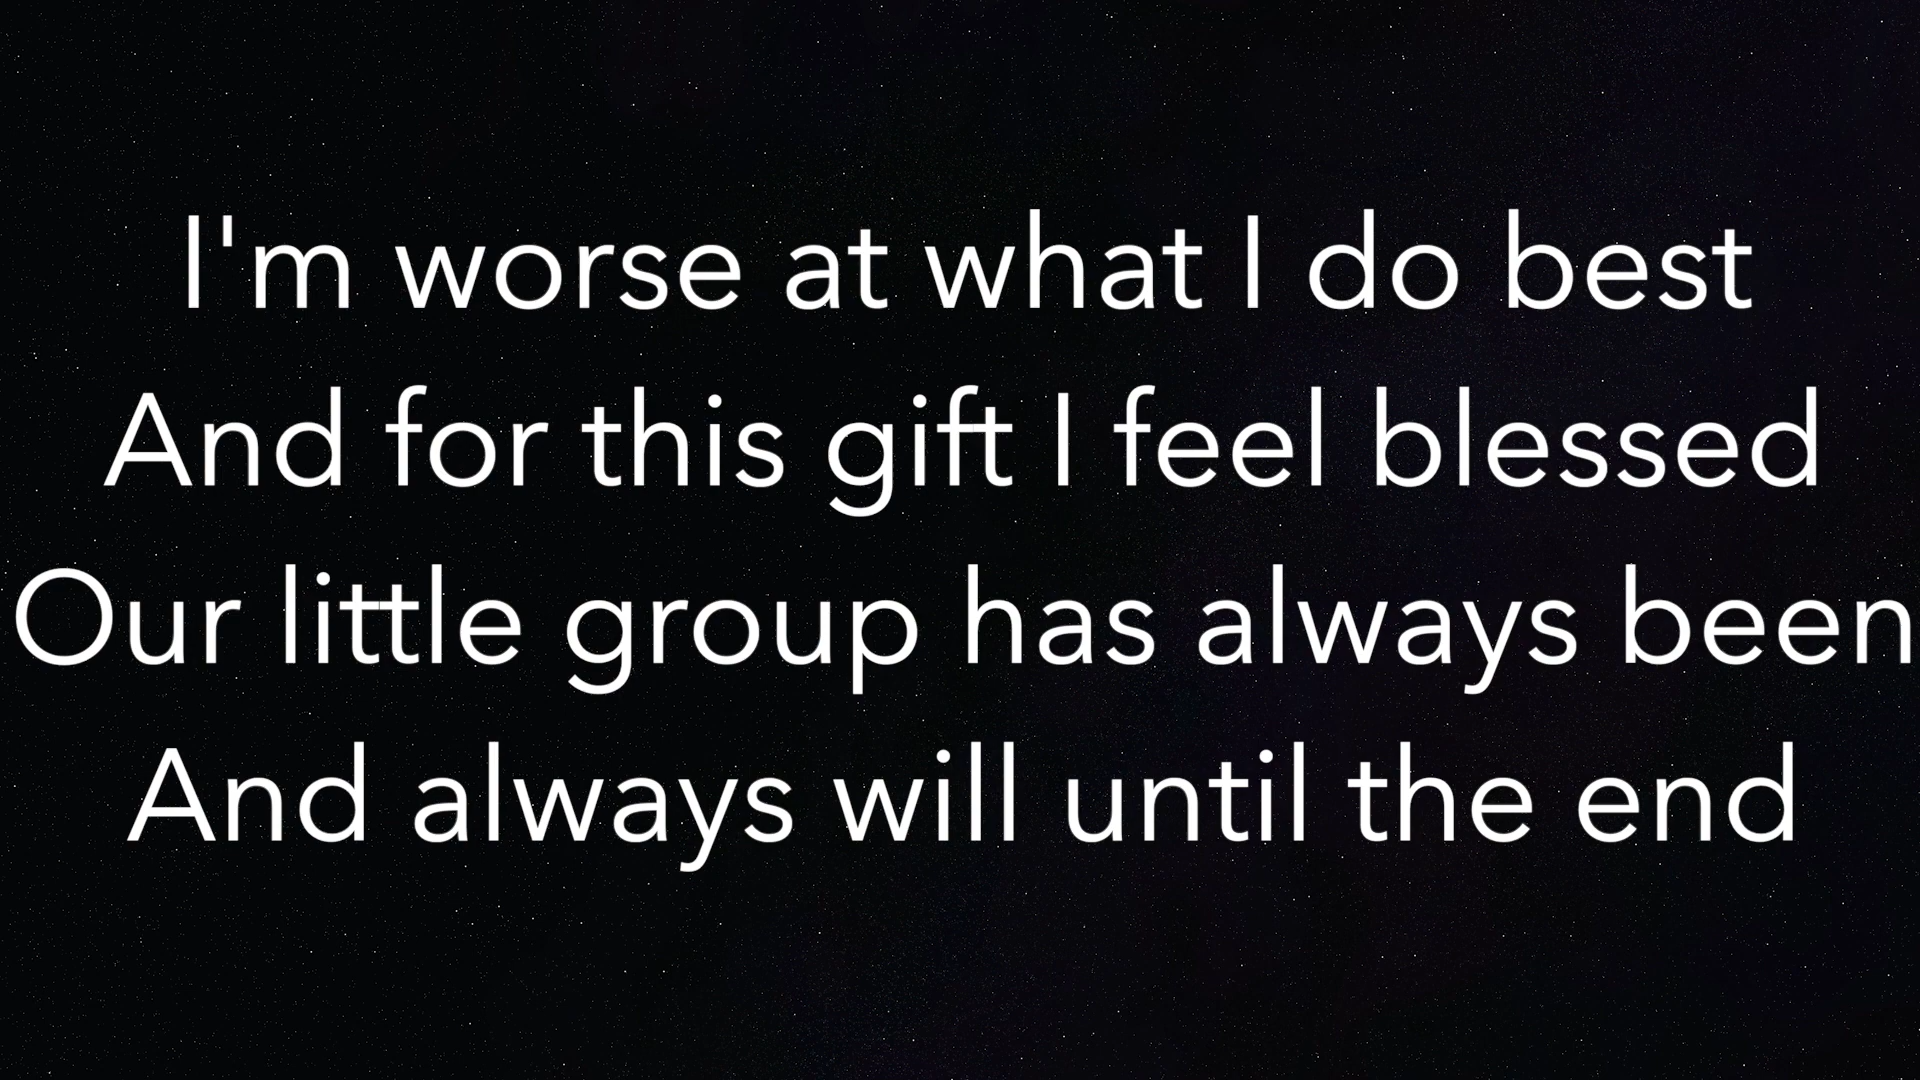 I'm worse at what I do best
And for this gift I feel blessed
Our little group has always been
And always will until the end